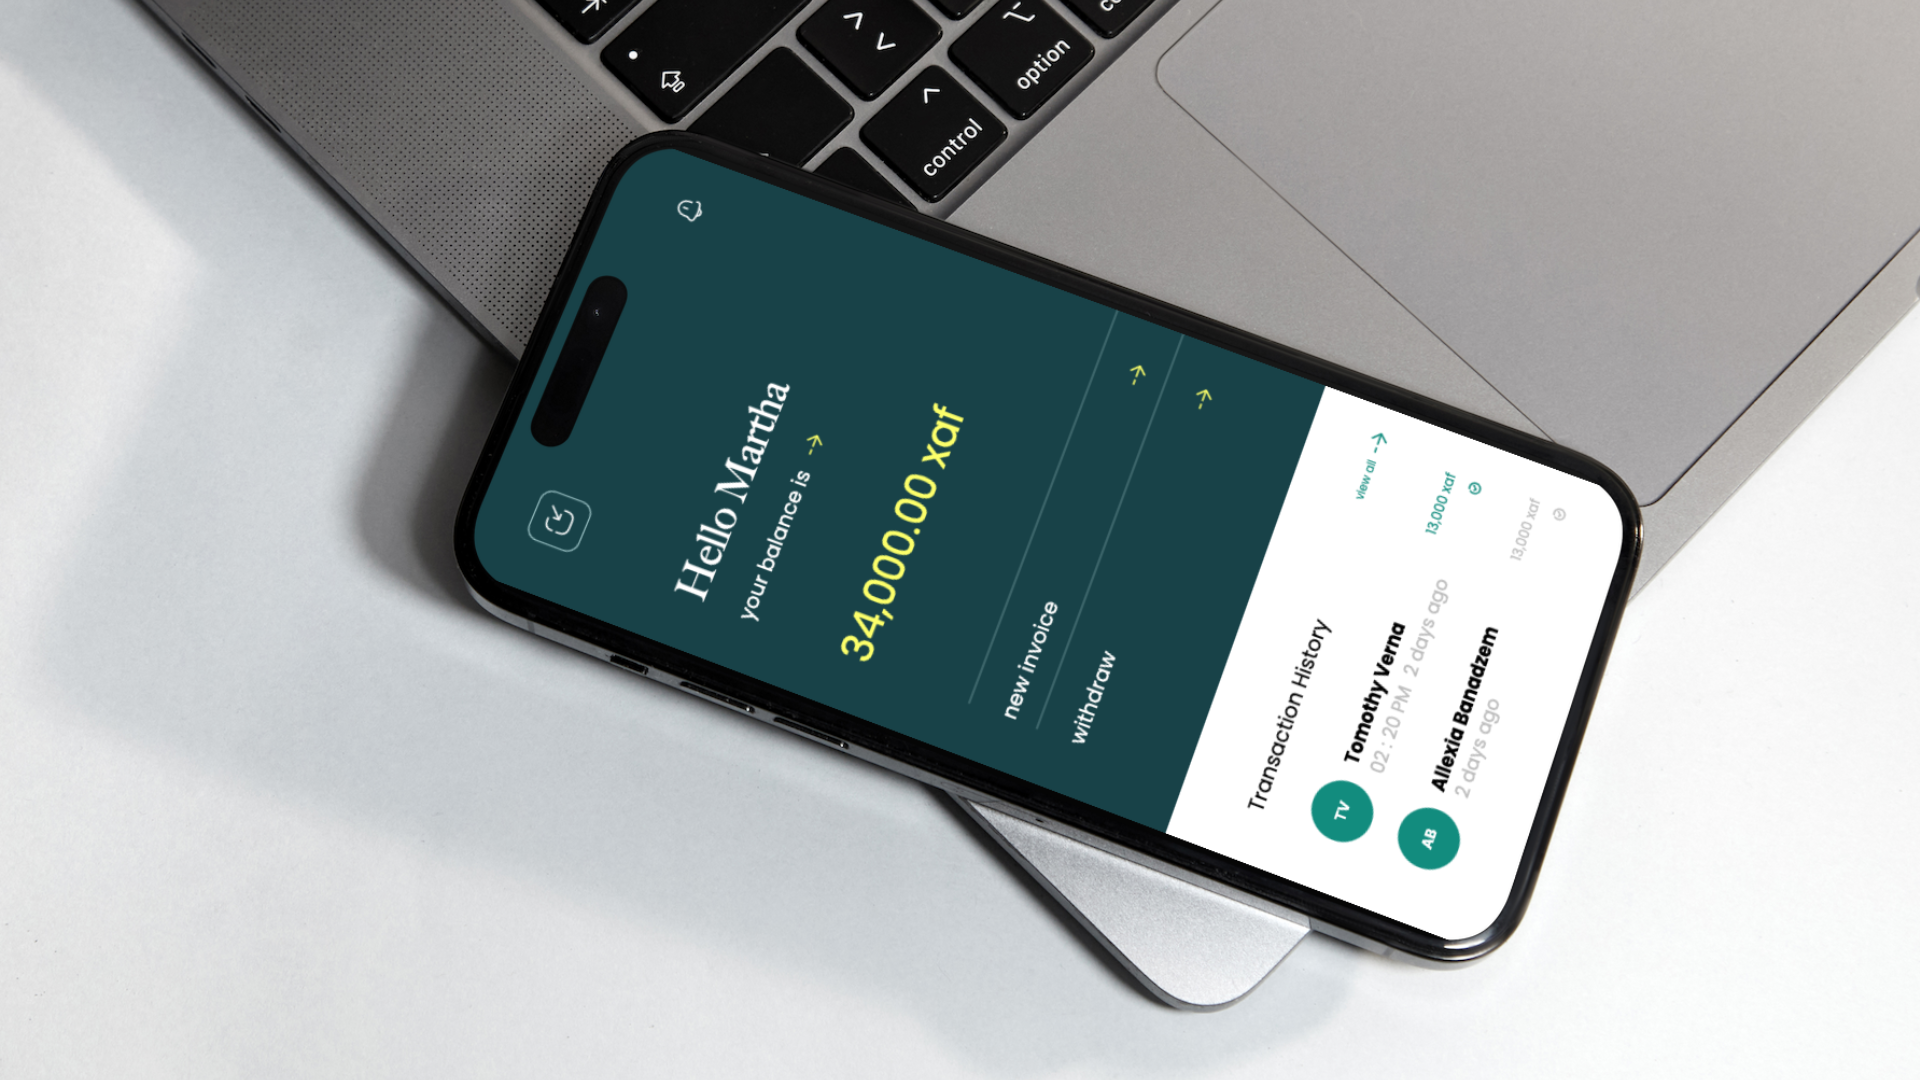 option
control
Hello Martha
your balance is
34,000.00 xaf
new invoice
withdraw
Transaction History
view all
TV
Tomothy Verna
02 : 20 PM 2 days ago
13,000 xaf
AB
Allexia Banadzem
2 days ago
13,000 xaf